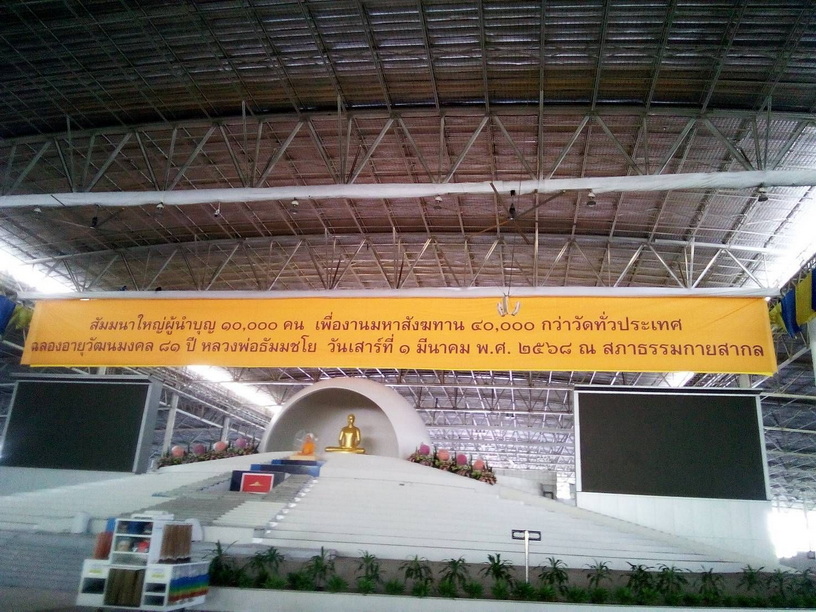 สัมมนาใหญ่ผู้นำบุญ ๑๐,๐๐๐ คน เพื่องานมหาสังฆทาน ๔๐,๐๐๐ กว่าวัดทั่วประเทศ
ฉลองอายุวัฒนมงคล ๘๑ ปี หลวงพ่อธัมมชโย วันเสาร์ที่ ๑ มีนาคม พ.ศ. ๒๕๖๘ ณ สภาธรรมกายสากล